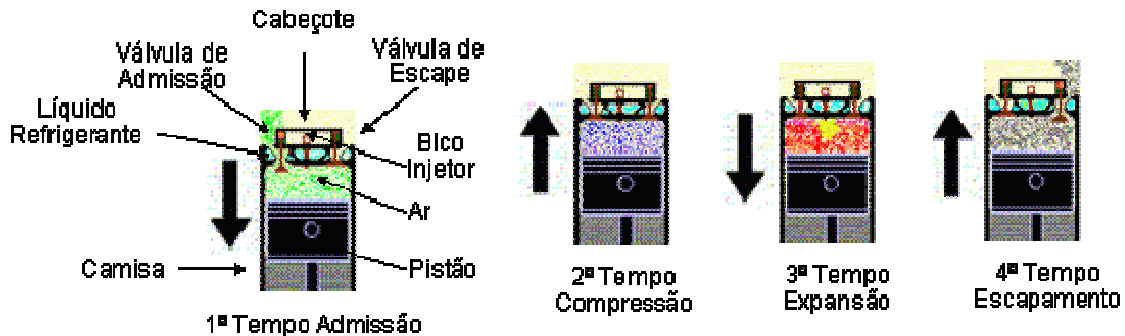 Cabeçote
Válvula de
Admissão
Válvula de
Escape
Líquido
Refrigerante
Bico
Injetor
Ar
Camisa
Pistão
1º Tempo Admissão
2º Tempo
Compressão
3º Tempo
Expansão
4º Tempo
Escapamento